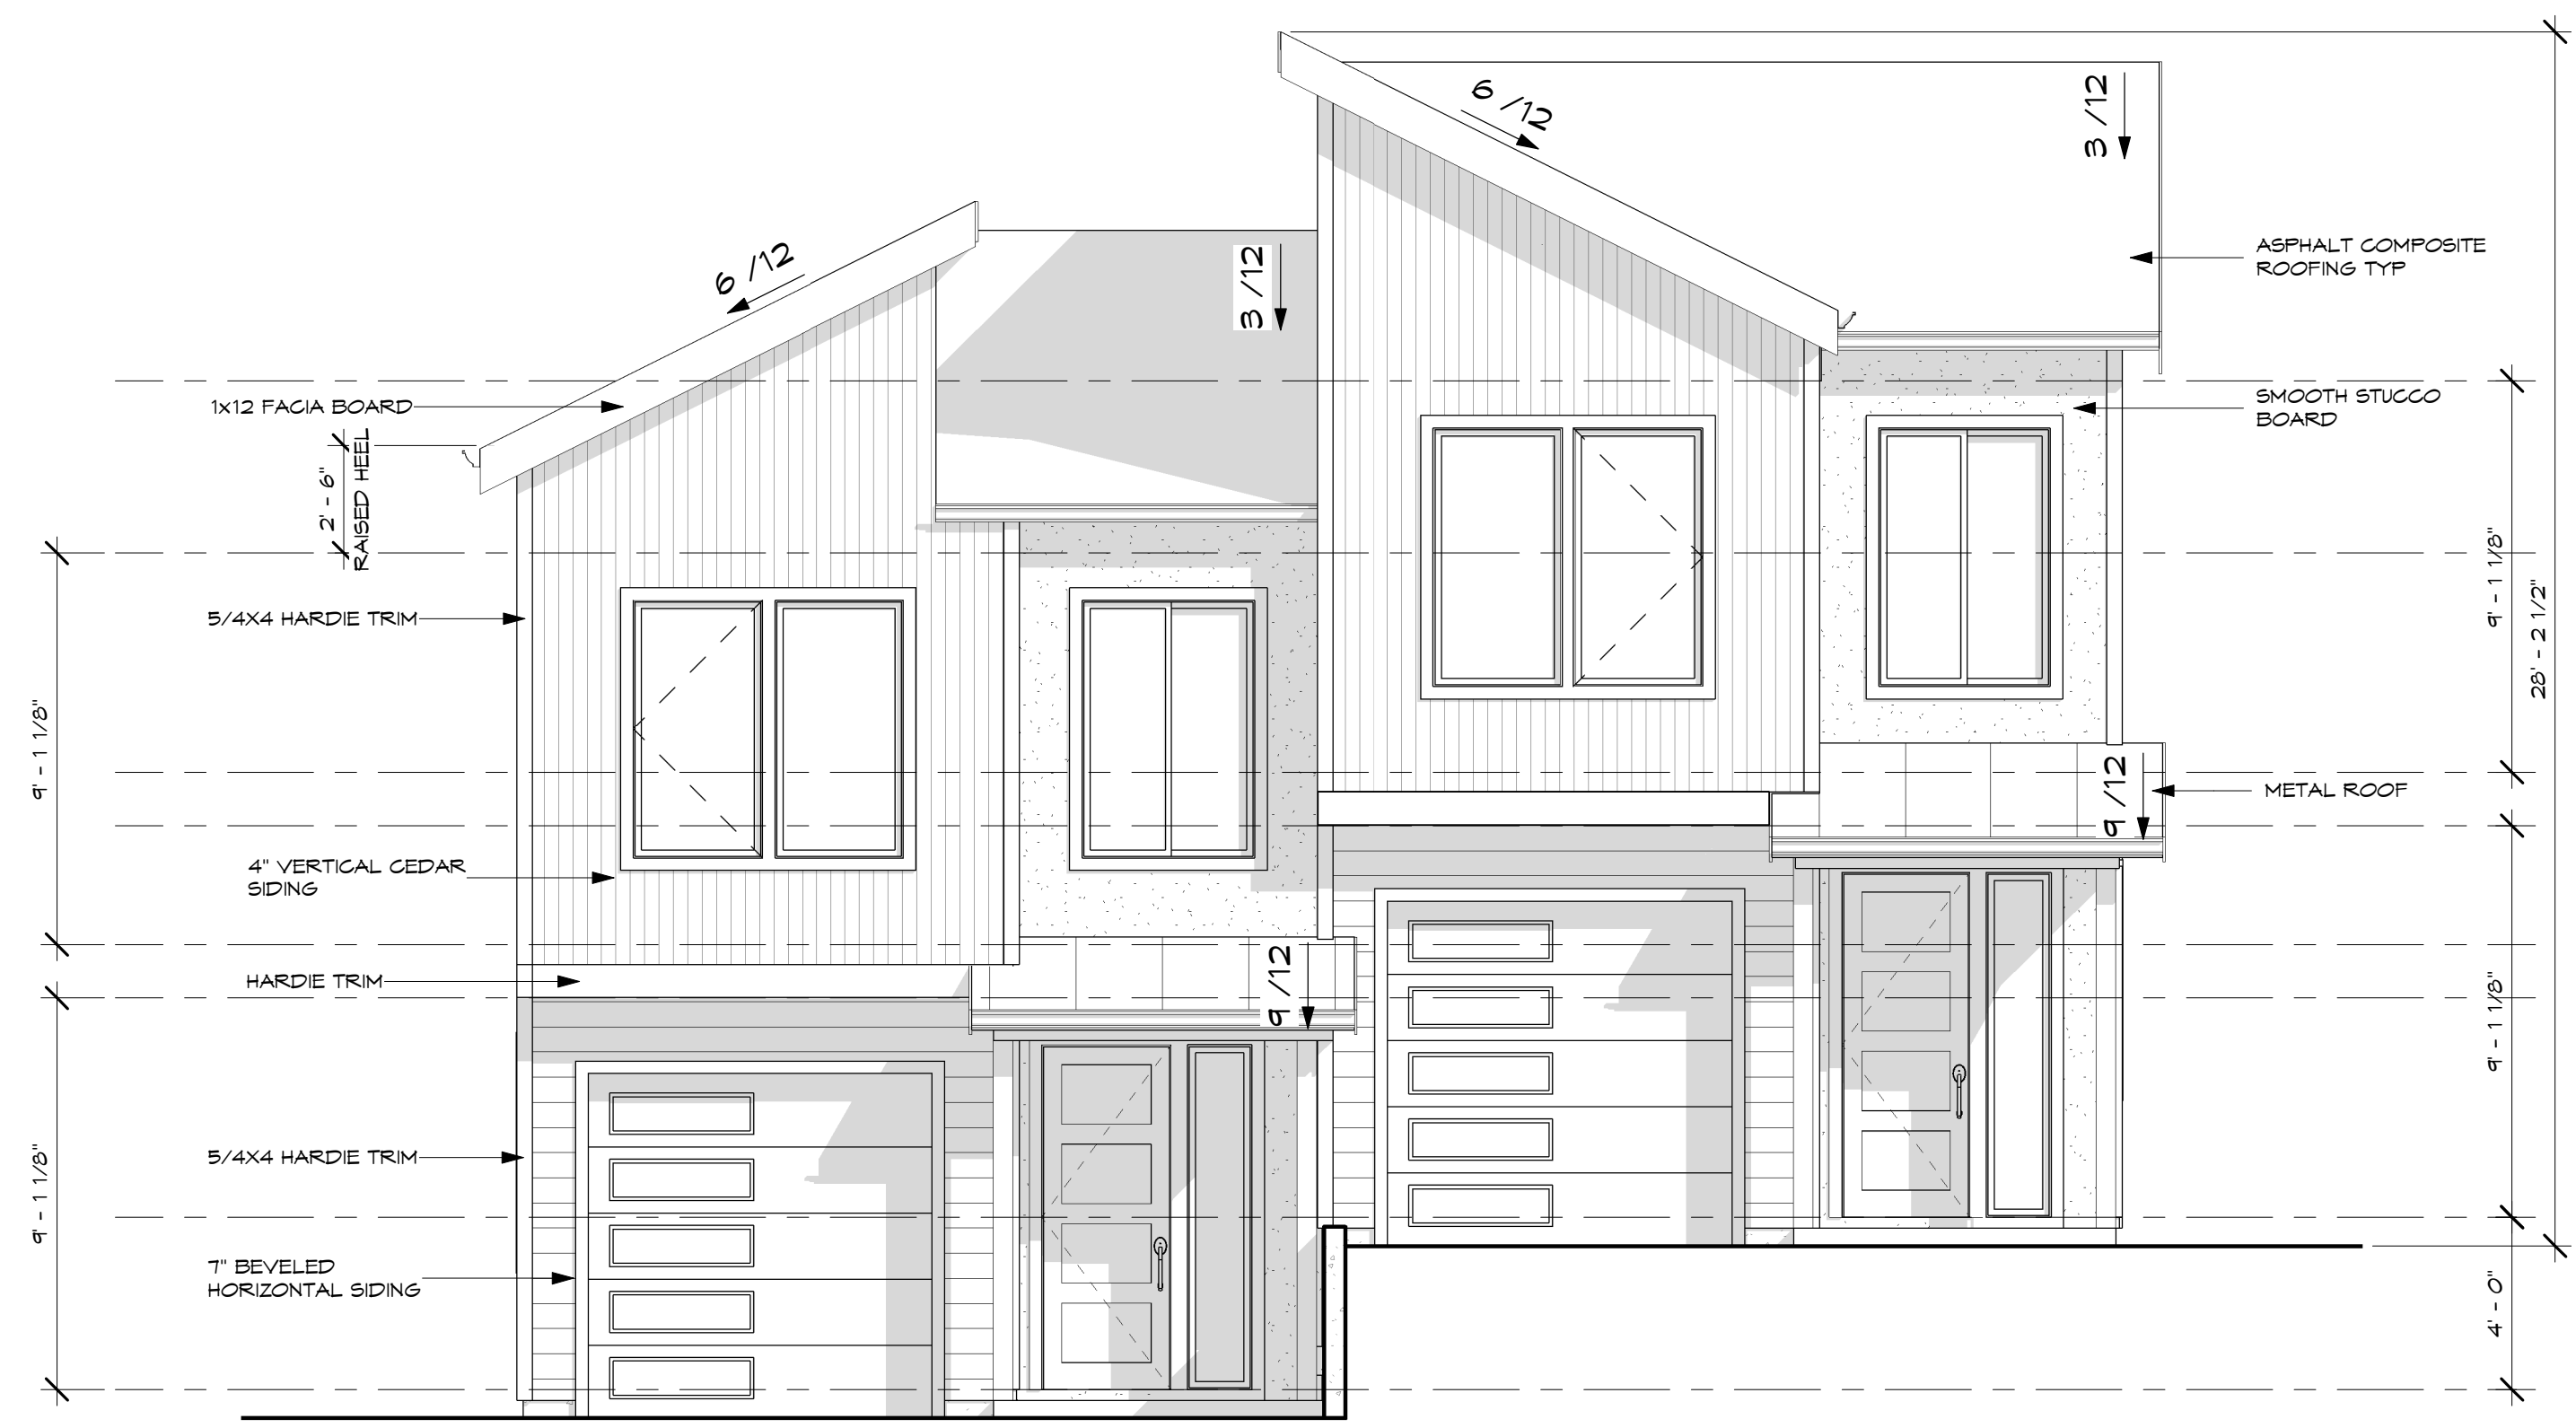 6 /12
3 /12
6 /12
3 /12
ASPHALT COMPOSITE
ROOFING TYP
1x12 FACIA BOARD
SMOOTH STUCCO
BOARD
2' - 6"
RAISED HEEL
5/4X4 HARDIE TRIM
9' - 1 1/8"
28' - 2 1/2"
9' - 1 1/8"
9 /12
METAL ROOF
4" VERTICAL CEDAR
SIDING
HARDIE TRIM
9 /12
9' - 1 1/8"
5/4X4 HARDIE TRIM
9' - 1 1/8"
7" BEVELED
HORIZONTAL SIDING
4' - 0"